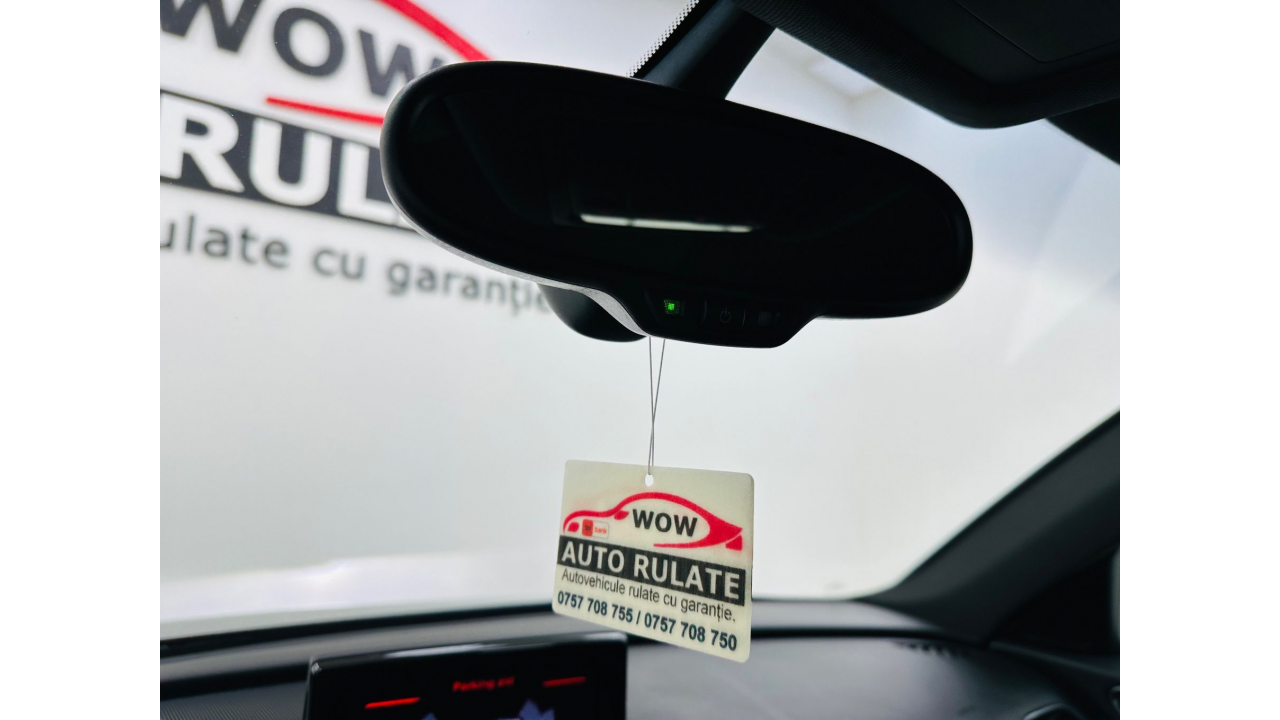 WOW
RUL
ulate cu garanție
WOW
AUTO RULATE
Autovehicule rulate cu garanție.
0757 708 755 / 0757 708 750
Parking aid